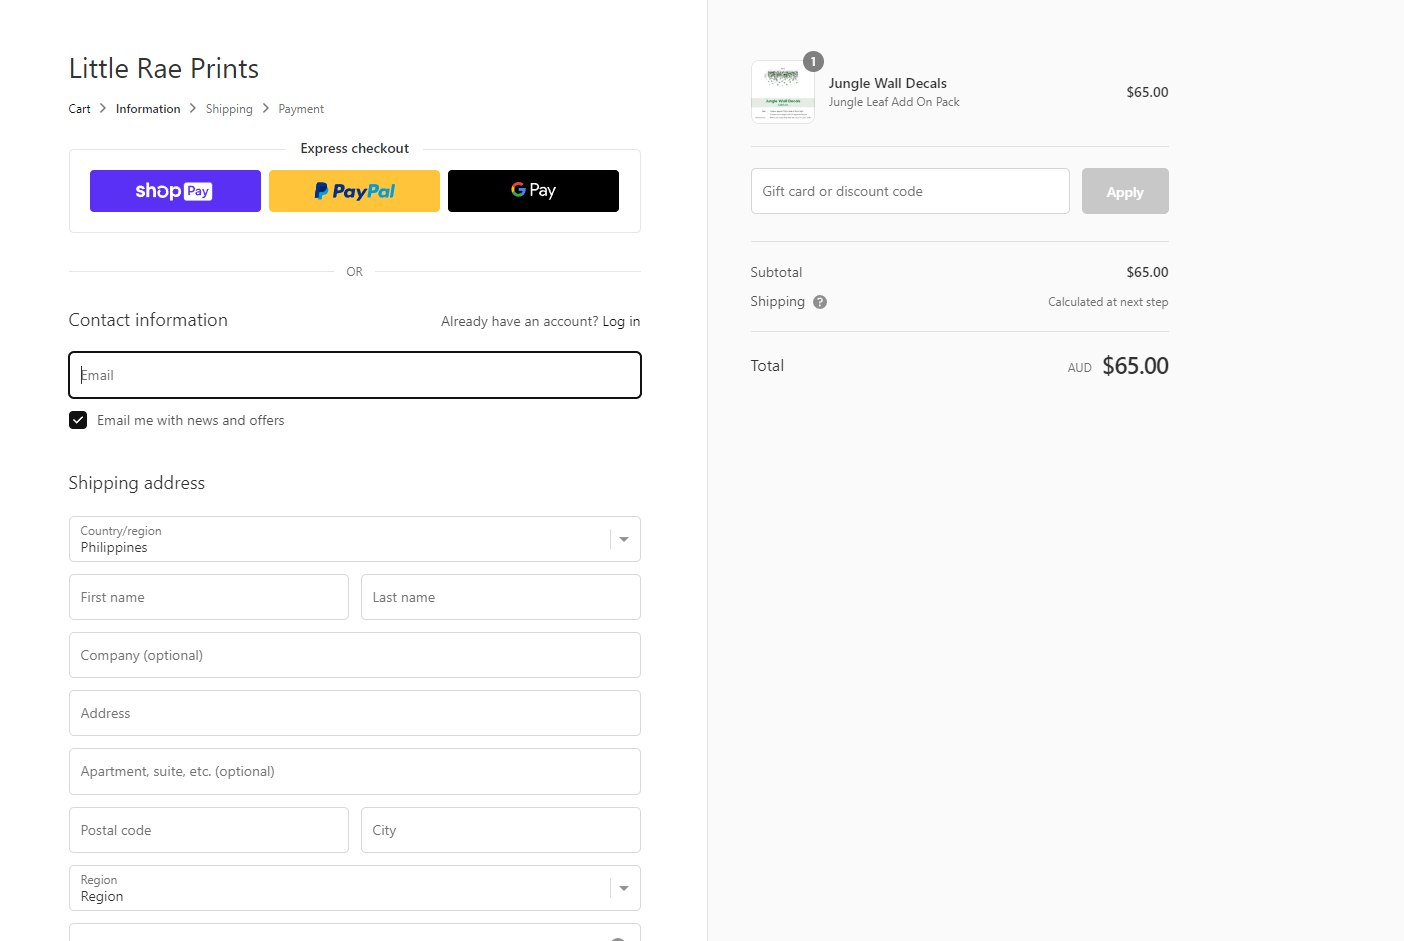 Little Rae Prints
Cart > Information > Shipping > Payment
Express checkout
shop Pay
PayPal
G Pay
OR
Contact information
Already have an account? Log in
Email
Email me with news and offers
Shipping address
Country/region
Philippines
First name
Last name
Company (optional)
Address
Apartment, suite, etc. (optional)
Postal code
City
Region
Region
1
Jungle Wall Decals
Jungle Wall Decals
Jungle Leaf Add On Pack
$65.00
Gift card or discount code
Apply
Subtotal
$65.00
Shipping ?
Calculated at next step
Total
AUD $65.00